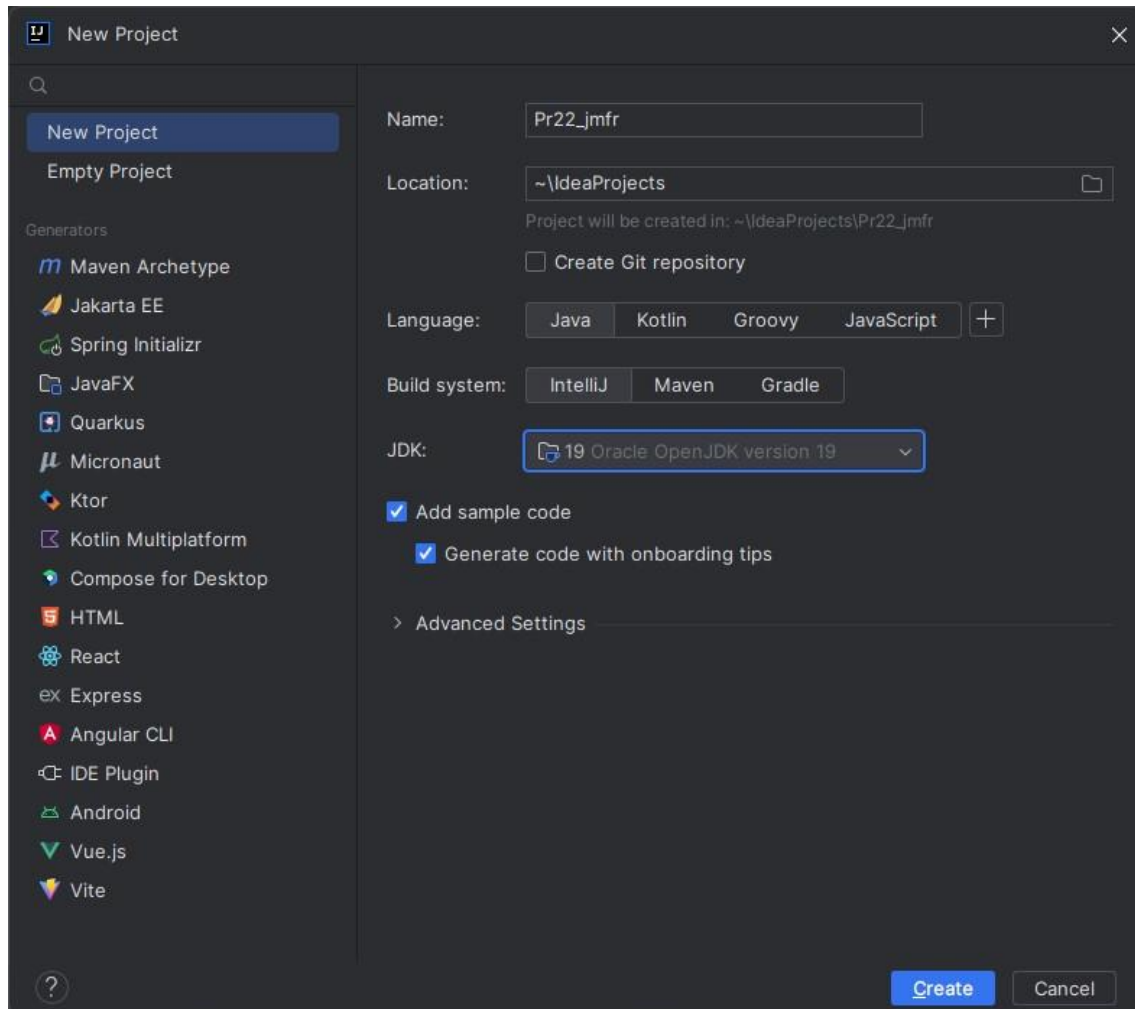 IJ New Project
New Project
Empty Project
Generators
Maven Archetype
Jakarta EE
Spring Initializr
JavaFX
Quarkus
Micronaut
Ktor
Kotlin Multiplatform
Compose for Desktop
HTML
React
ex Express
Angular CLI
IDE Plugin
Android
Vue.js
Vite
Name: Pr22_jmfr
Location: ~\IdeaProjects
Project will be created in: ~\IdeaProjects\Pr22_jmfr
Create Git repository
Language: Java Kotlin Groovy JavaScript +
Build system: IntelliJ Maven Gradle
JDK: 19 Oracle OpenJDK version 19
Add sample code
Generate code with onboarding tips
Advanced Settings
? Create Cancel